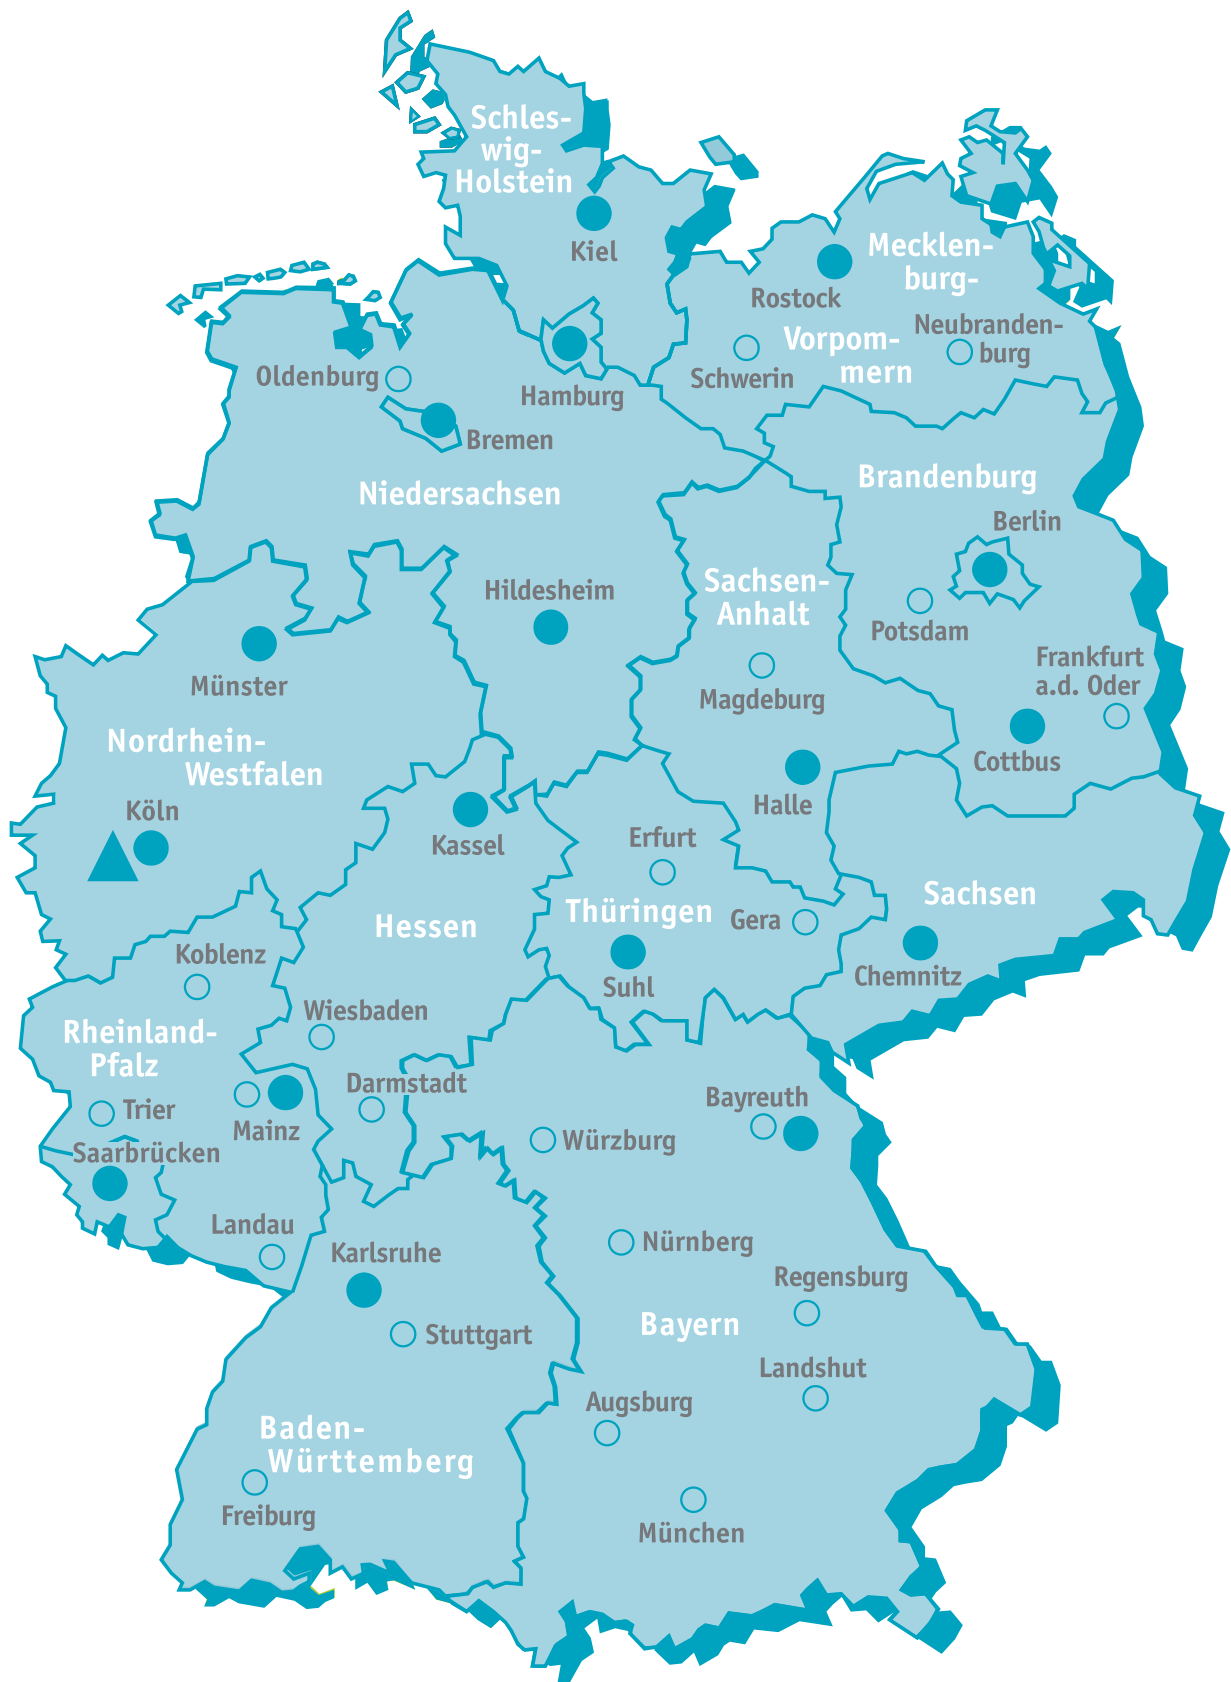 Schles-
wig-
Holstein
Kiel
Mecklen-
burg-
Rostock
Vorpom-
mern
Neubranden-
burg
Schwerin
Oldenburg
Hamburg
Bremen
Niedersachsen
Brandenburg
Berlin
Sachsen-
Anhalt
Hildesheim
Potsdam
Frankfurt
a.d. Oder
Münster
Magdeburg
Nordrhein-
Westfalen
Cottbus
Halle
Köln
Kassel
Erfurt
Sachsen
Hessen
Thüringen
Gera
Koblenz
Suhl
Chemnitz
Wiesbaden
Rheinland-
Pfalz
Darmstadt
Trier
Mainz
Bayreuth
Würzburg
Saarbrücken
Landau
Karlsruhe
Nürnberg
Regensburg
Stuttgart
Bayern
Landshut
Augsburg
Baden-
Württemberg
Freiburg
München